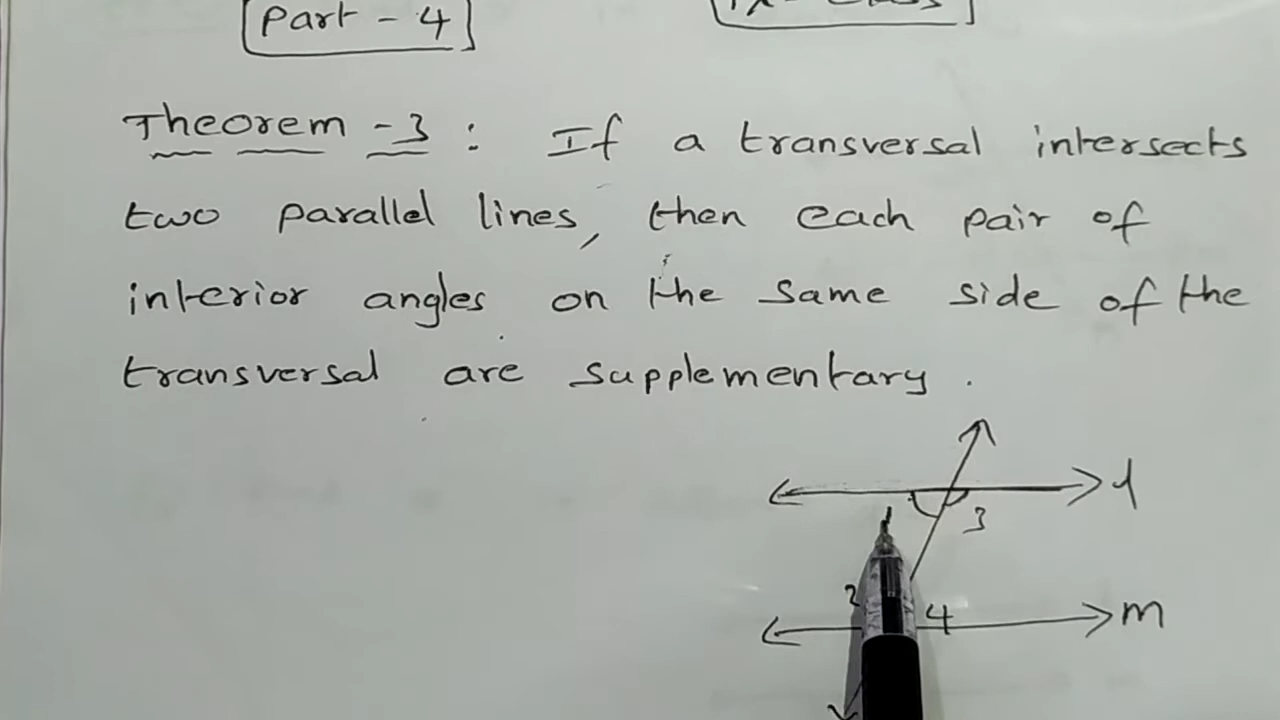 Part - 4
Theorem - 3 : If a transversal intersects
two parallel lines, then each pair of
interior angles on the same side of the
transversal are supplementary .
l
1
3
2
4
m